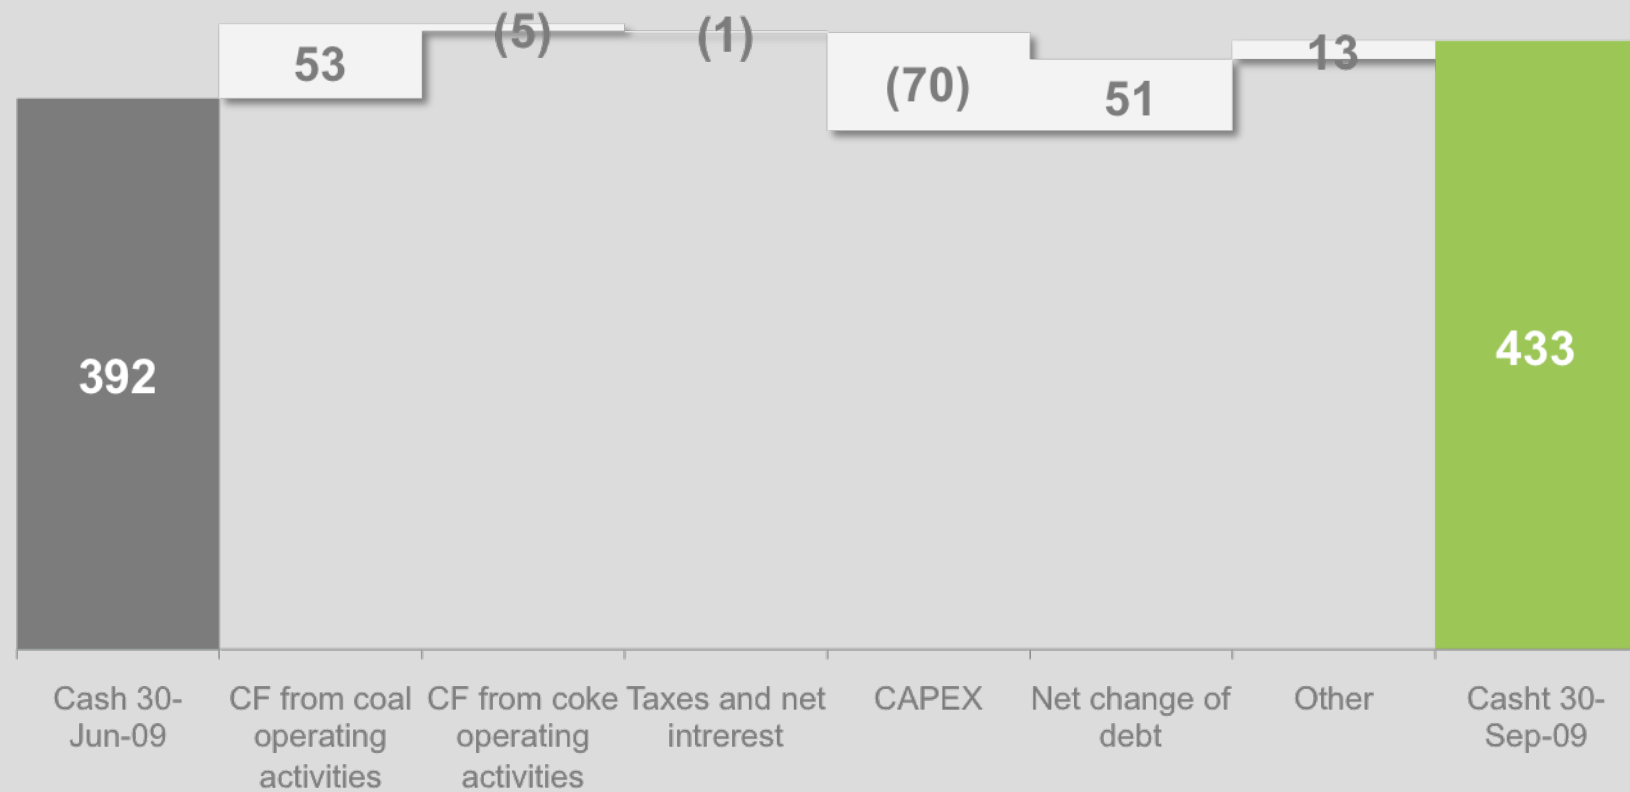 53
(5)
(1)
(70)
51
13
392
433
Cash 30-
Jun-09
CF from coal
operating
activities
CF from coke
operating
activities
Taxes and net
intrerest
CAPEX
Net change of
debt
Other
Casht 30-
Sep-09